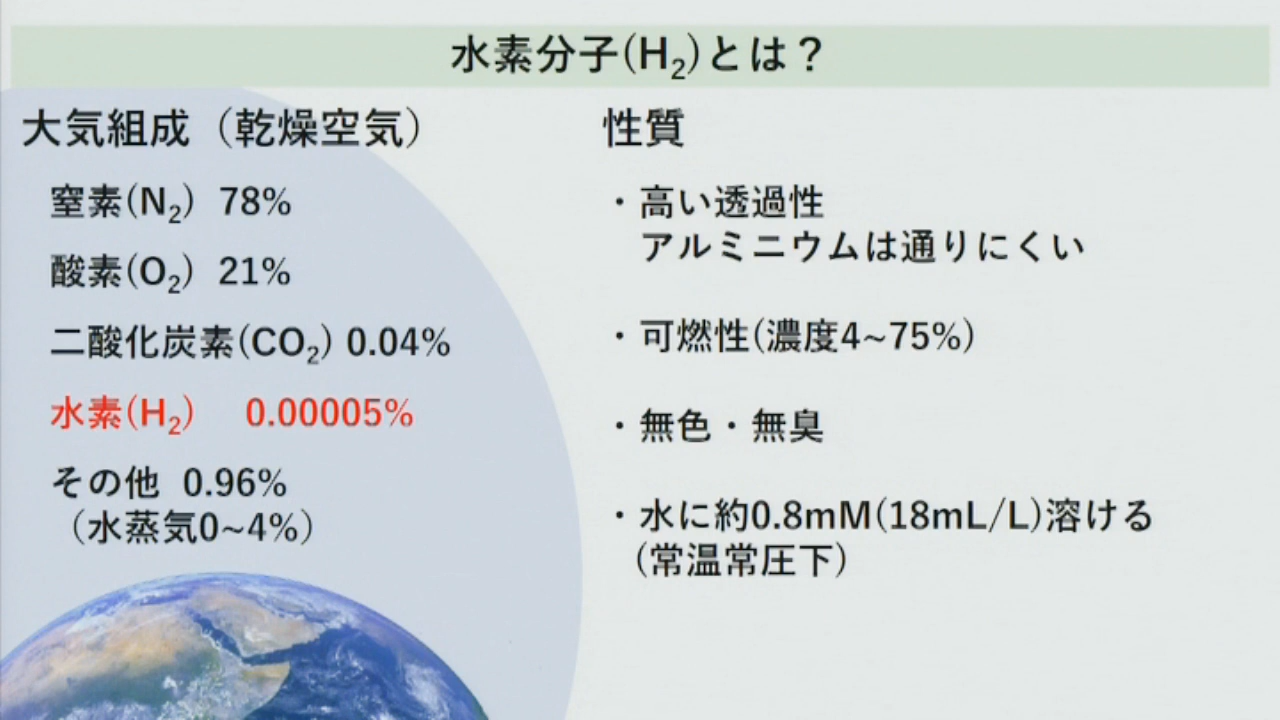 水素分子(H₂)とは？
大気組成（乾燥空気）
窒素(N₂) 78%
酸素(O₂) 21%
二酸化炭素(CO₂) 0.04%
水素(H₂) 0.00005%
その他 0.96%
（水蒸気0~4%）
性質
・高い透過性
アルミニウムは通りにくい
・可燃性(濃度4~75%)
・無色・無臭
・水に約0.8mM(18mL/L)溶ける
(常温常圧下)